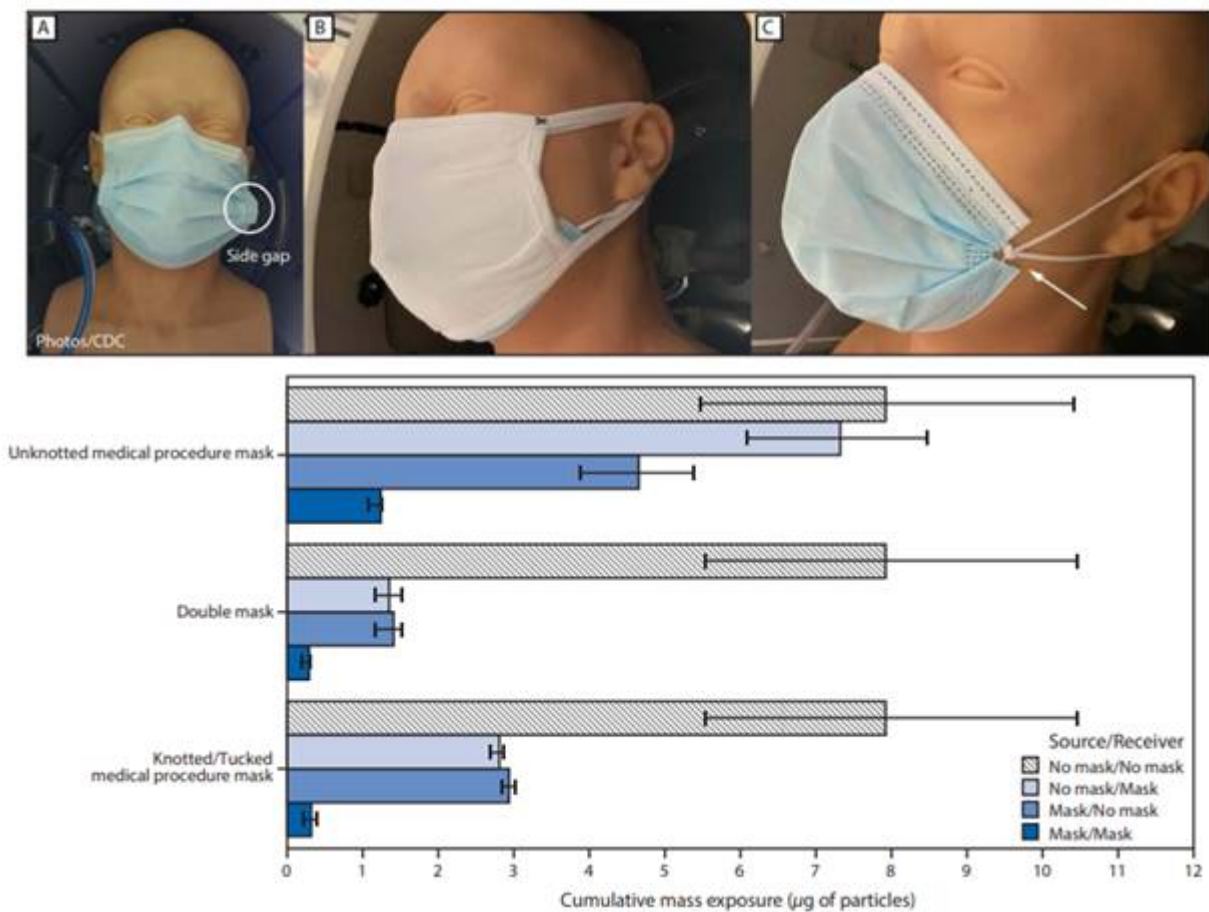 A
B
C
Side gap
Photos/CDC
Unknotted medical procedure mask
Double mask
Knotted/Tucked
medical procedure mask
Source/Receiver
No mask/No mask
No mask/Mask
Mask/No mask
Mask/Mask
0 1 2 3 4 5 6 7 8 9 10 11 12
Cumulative mass exposure (µg of particles)